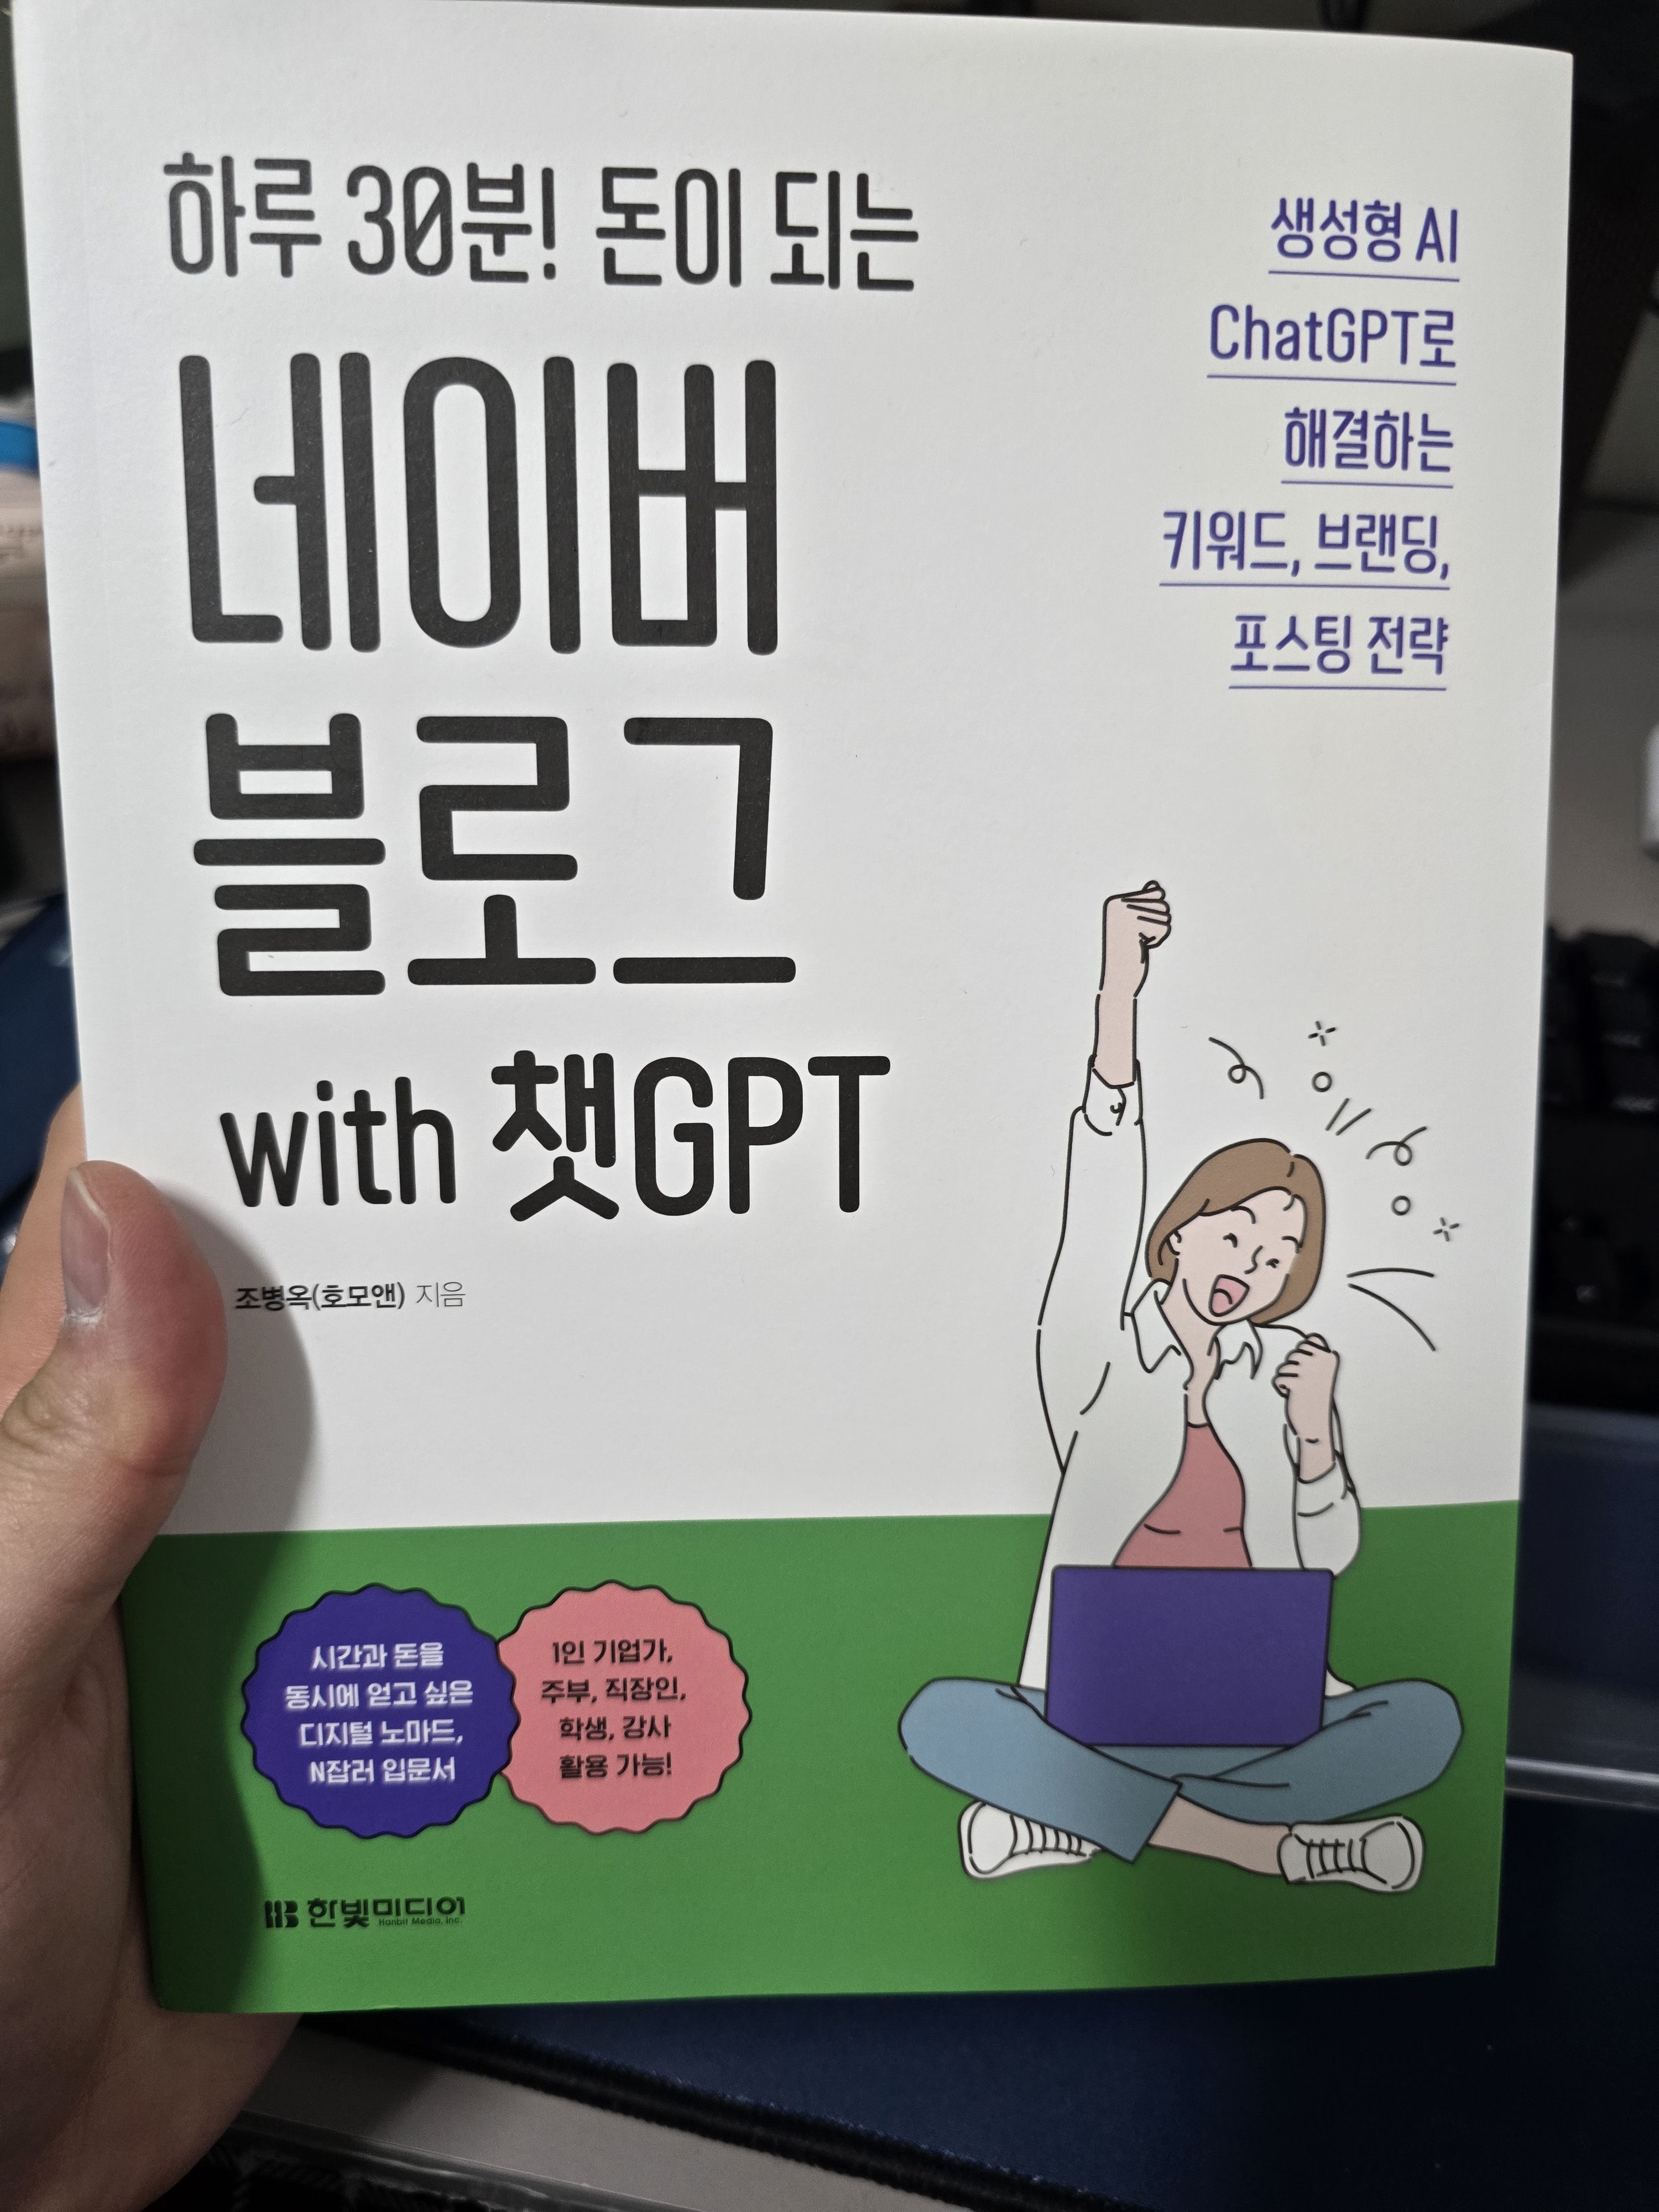 하루 30분! 돈이 되는
네이버
블로그
with 챗GPT
조병옥(호모앤) 지음
생성형 AI
ChatGPT로
해결하는
키워드, 브랜딩,
포스팅 전략
시간과 돈을
동시에 얻고 싶은
디지털 노마드,
N잡러 입문서
1인 기업가,
주부, 직장인,
학생, 강사
활용 가능!
HB 한빛미디어
Hanbit Media, Inc.